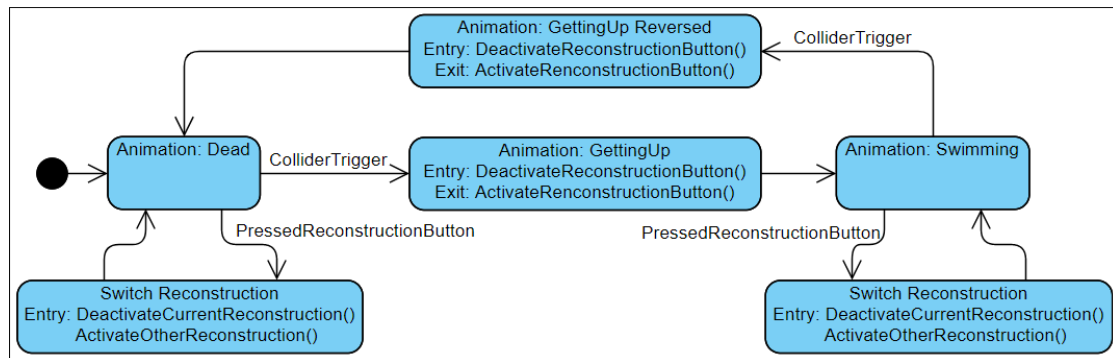 Animation: GettingUp Reversed
Entry: DeactivateReconstructionButton()
Exit: ActivateRenconstructionButton()
ColliderTrigger
Animation: Dead
ColliderTrigger
Animation: GettingUp
Entry: DeactivateReconstructionButton()
Exit: ActivateRenconstructionButton()
Animation: Swimming
PressedReconstructionButton
PressedReconstructionButton
Switch Reconstruction
Entry: DeactivateCurrentReconstruction()
ActivateOtherReconstruction()
Switch Reconstruction
Entry: DeactivateCurrentReconstruction()
ActivateOtherReconstruction()